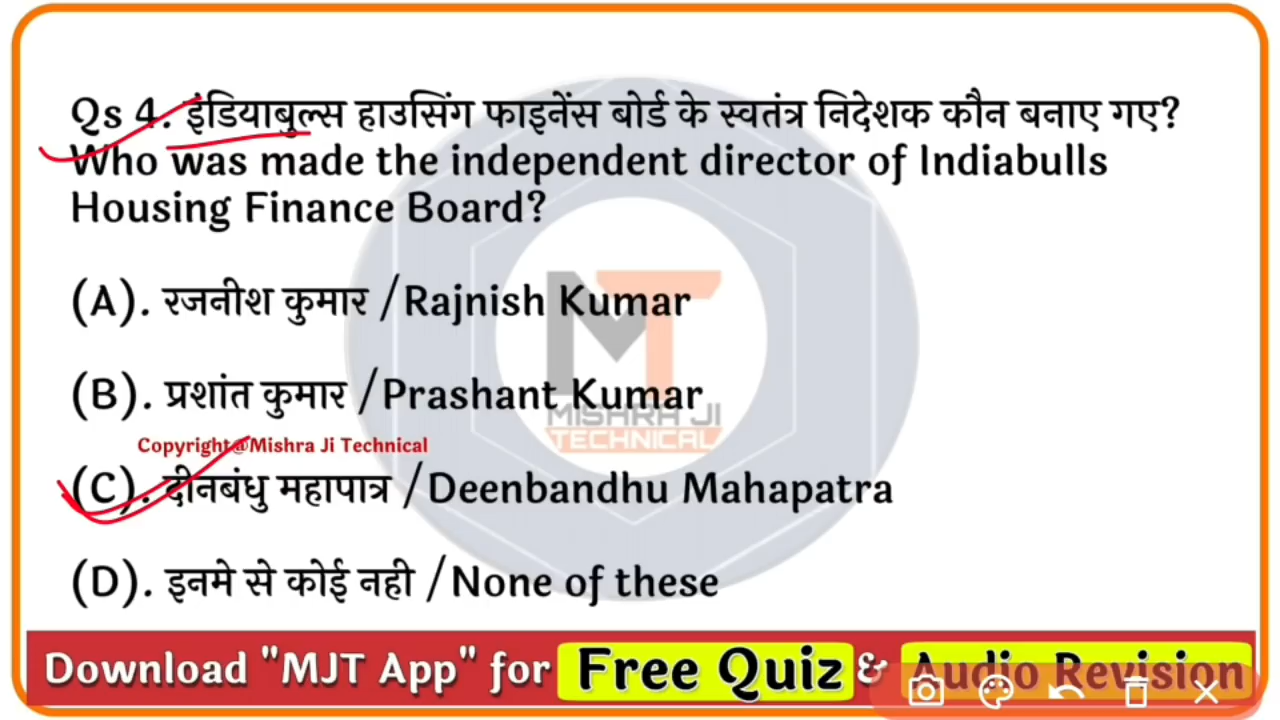 Qs 4. इंडियाबुल्स हाउसिंग फाइनेंस बोर्ड के स्वतंत्र निदेशक कौन बनाए गए?
Who was made the independent director of Indiabulls
Housing Finance Board?
(A). रजनीश कुमार /Rajnish Kumar
(B). प्रशांत कुमार /Prashant Kumar
MT
MISHRA JI
TECHNICAL
Copyright@Mishra Ji Technical
(C). दीनबंधु महापात्र /Deenbandhu Mahapatra
(D). इनमे से कोई नही /None of these
Download "MJT App" for Free Quiz & Audio Revision